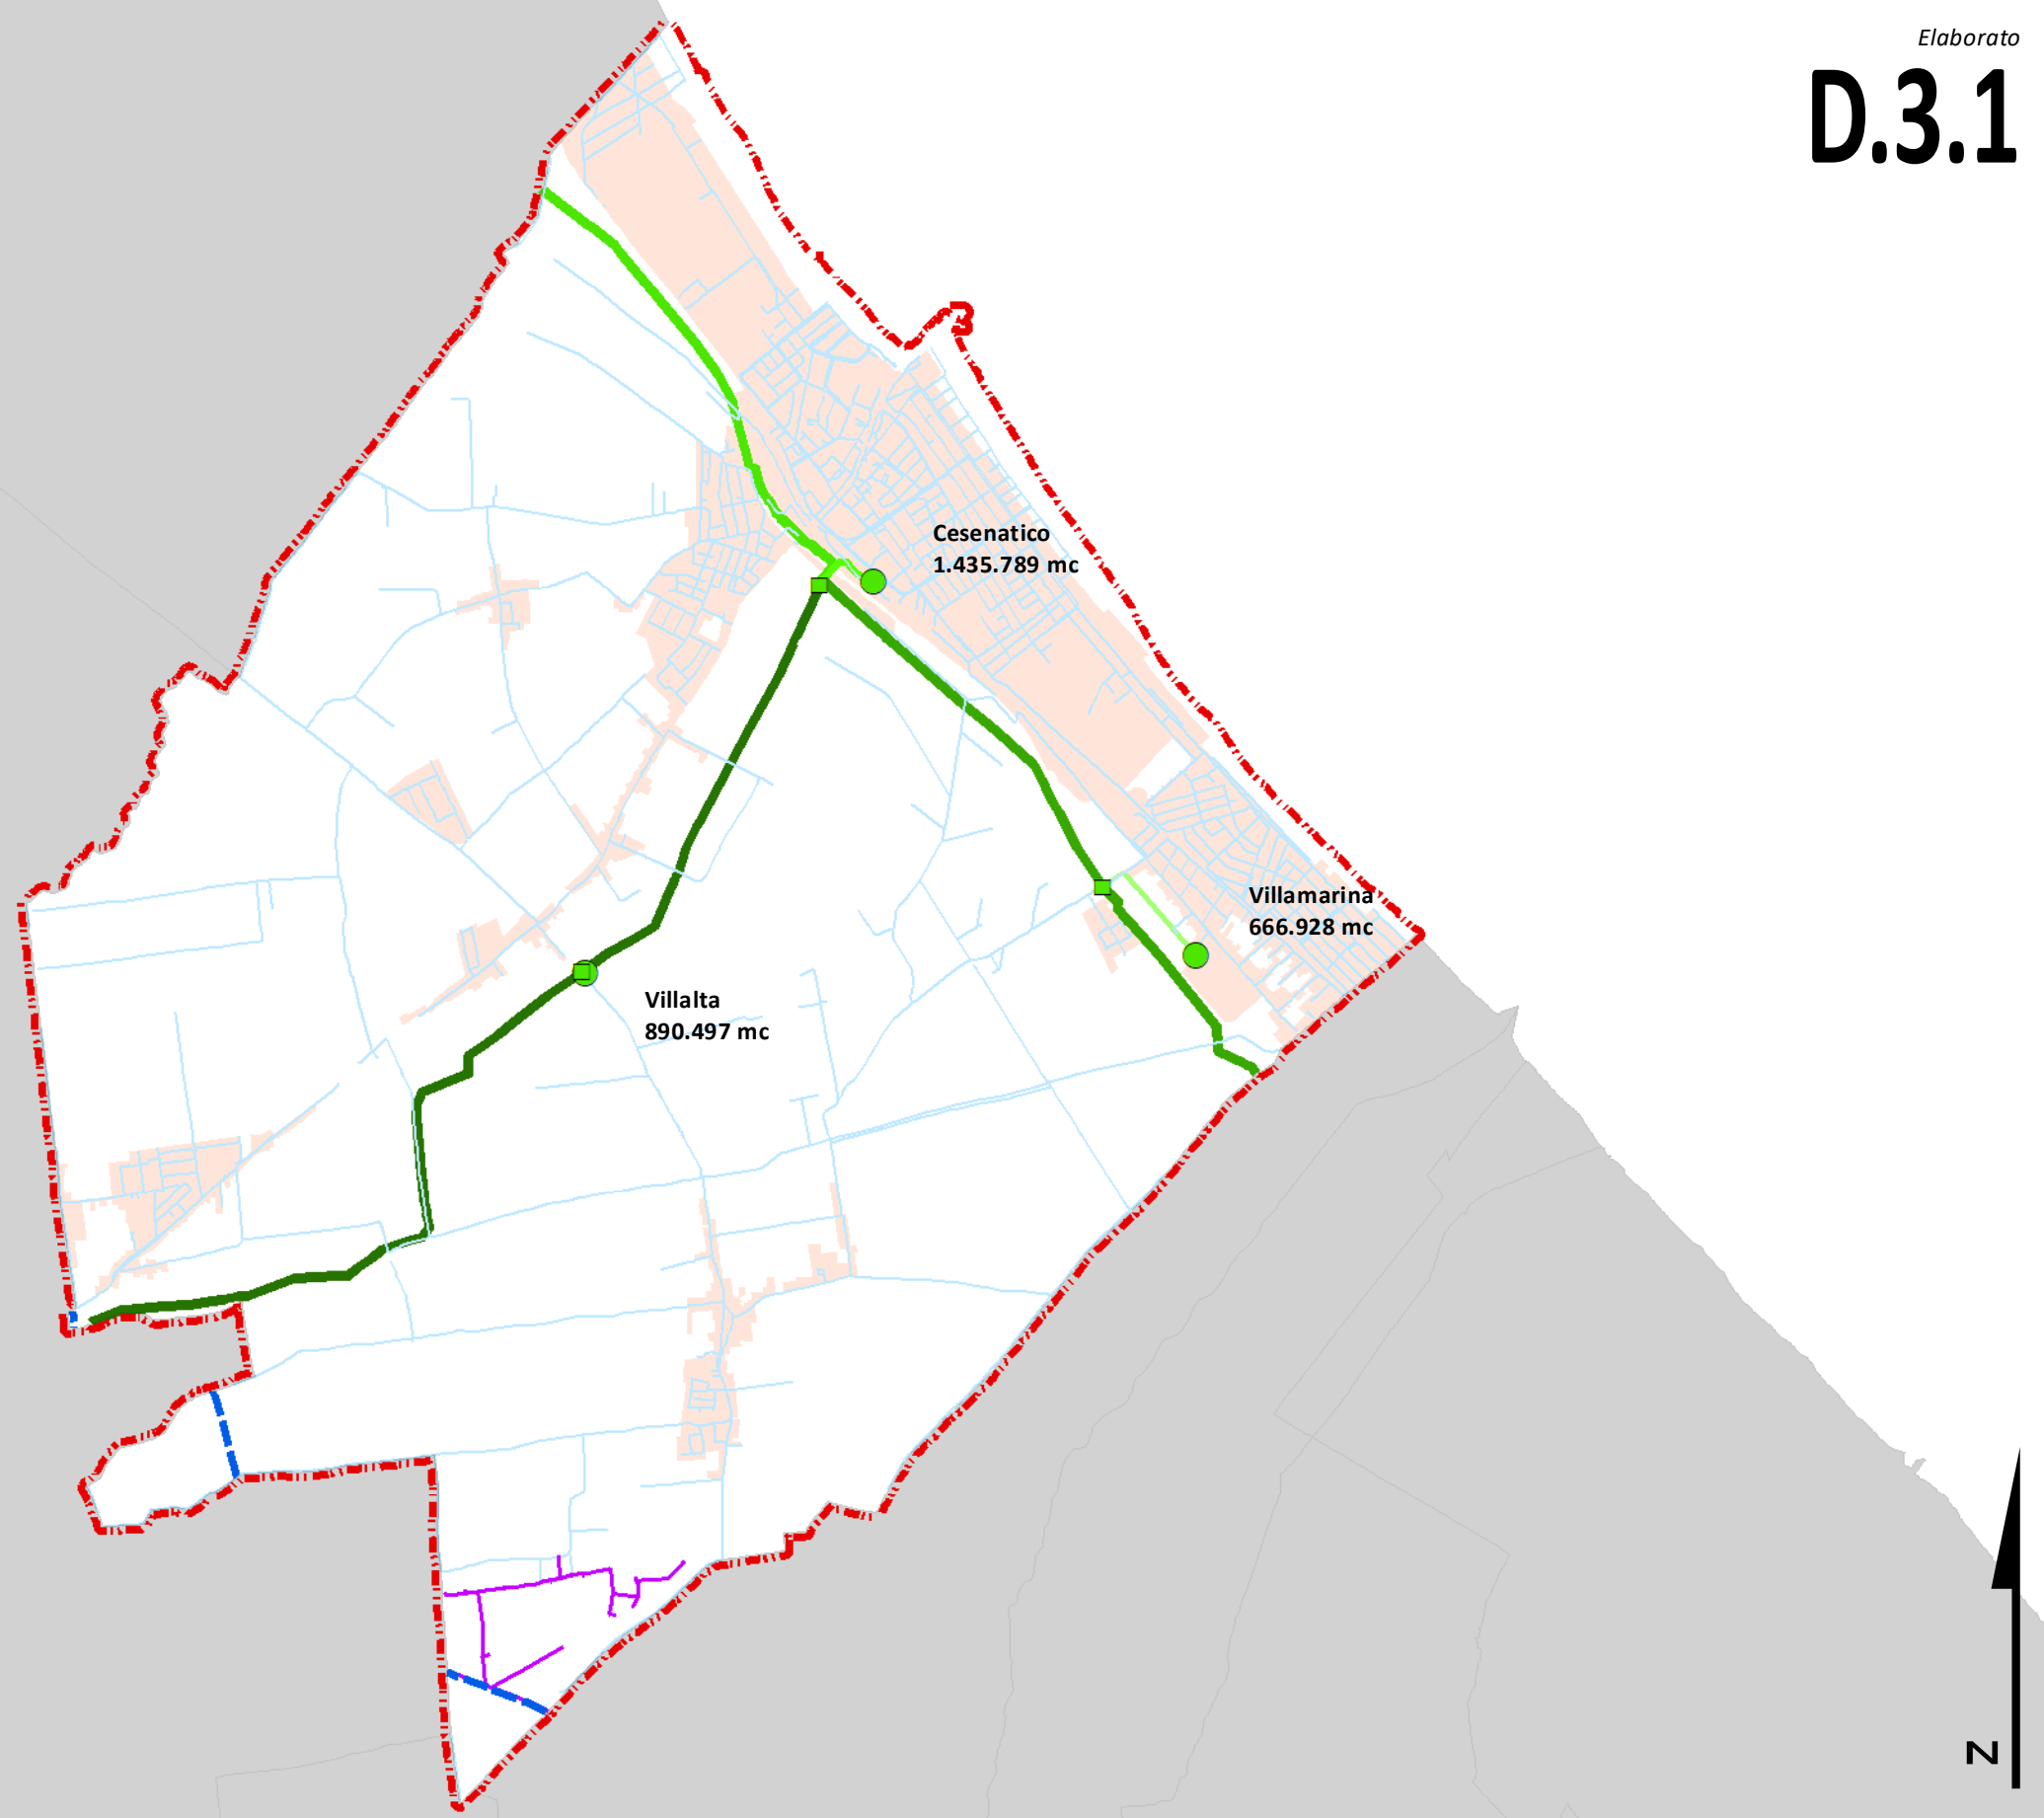 Elaborato
D.3.1
Cesenatico
1.435.789 mc
Villamarina
666.928 mc
Villalta
890.497 mc
N